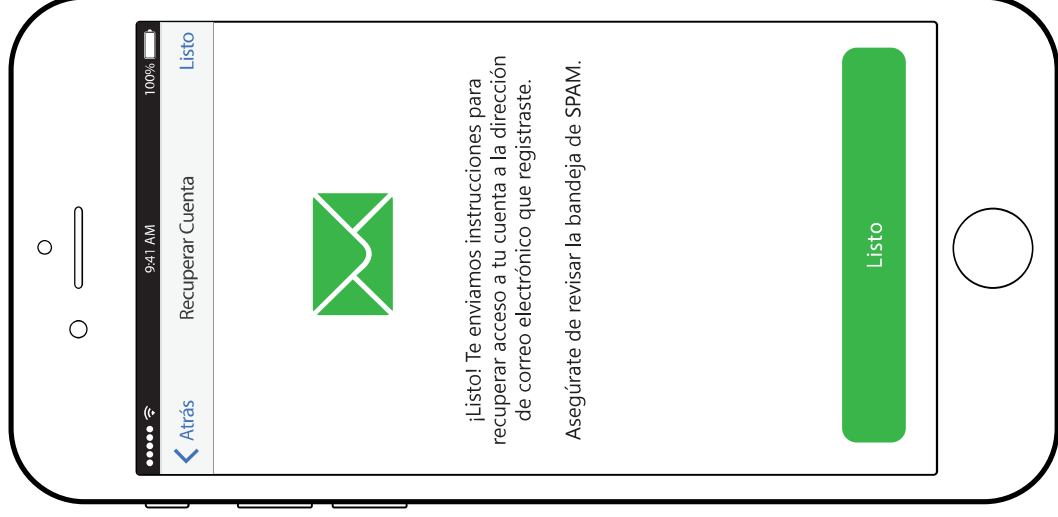 9:41 AM
100%
Atrás
Recuperar Cuenta
Listo
¡Listo! Te enviamos instrucciones para
recuperar acceso a tu cuenta a la dirección
de correo electrónico que registraste.
Asegúrate de revisar la bandeja de SPAM.
Listo